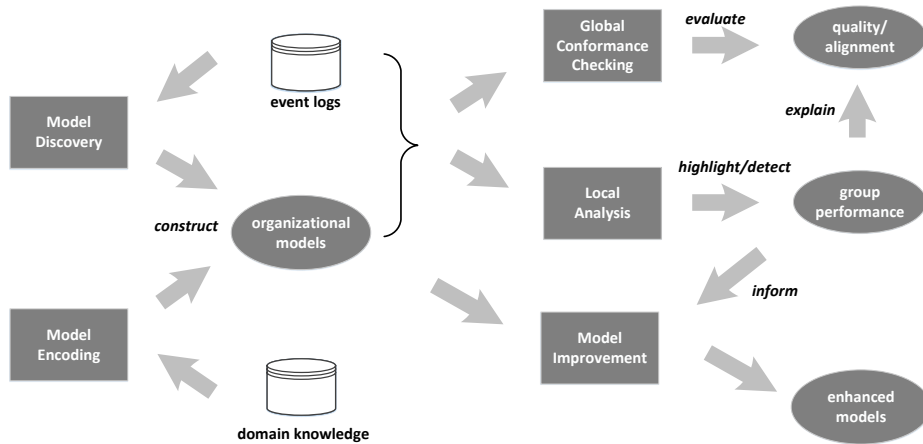 event logs
Model
Discovery
construct
organizational
models
Model
Encoding
domain knowledge
Global
Conformance
Checking
evaluate
quality/
alignment
explain
Local
Analysis
highlight/detect
group
performance
inform
Model
Improvement
enhanced
models